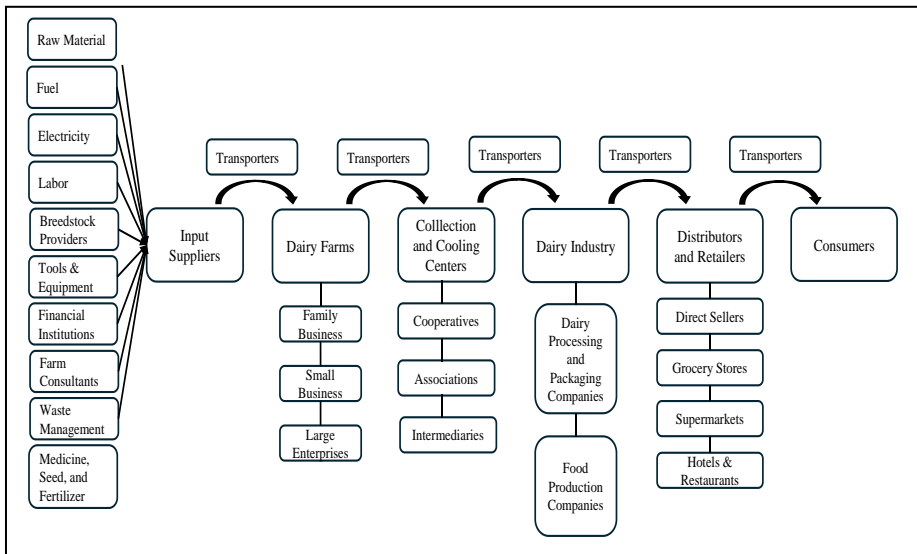 Raw Material
Fuel
Electricity
Labor
Breedstock
Providers
Tools &
Equipment
Financial
Institutions
Farm
Consultants
Waste
Management
Medicine,
Seed, and
Fertilizer
Transporters
Transporters
Transporters
Transporters
Transporters
Input
Suppliers
Dairy Farms
Colllection
and Cooling
Centers
Dairy Industry
Distributors
and Retailers
Consumers
Family
Business
Small
Business
Large
Enterprises
Cooperatives
Associations
Intermediaries
Dairy
Processing
and
Packaging
Companies
Food
Production
Companies
Direct Sellers
Grocery Stores
Supermarkets
Hotels &
Restaurants